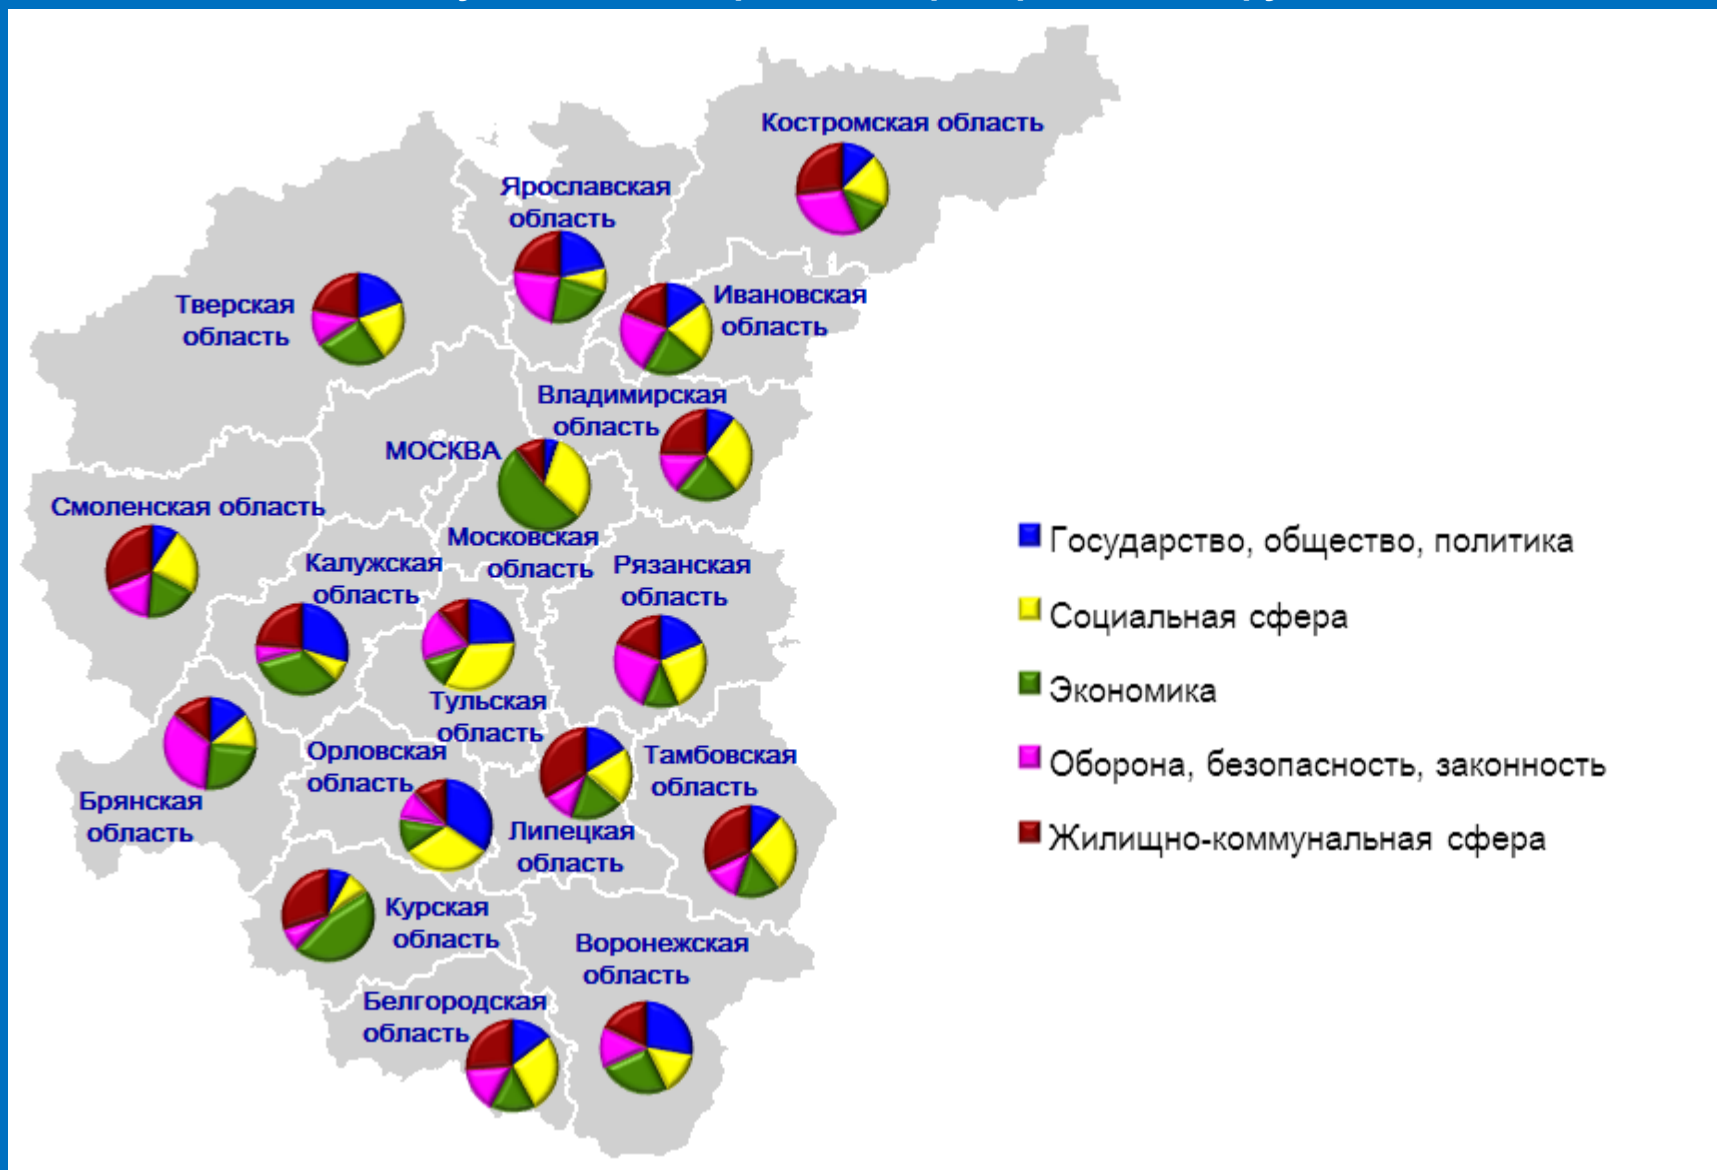 Костромская область
Ярославская
область
Тверская
область
Ивановская
область
Владимирская
область
МОСКВА
Смоленская область
Московская
область
Калужская
область
Рязанская
область
Тульская
область
Орловская
область
Тамбовская
область
Брянская
область
Липецкая
область
Курская
область
Воронежская
область
Белгородская
область
Государство, общество, политика
Социальная сфера
Экономика
Оборона, безопасность, законность
Жилищно-коммунальная сфера